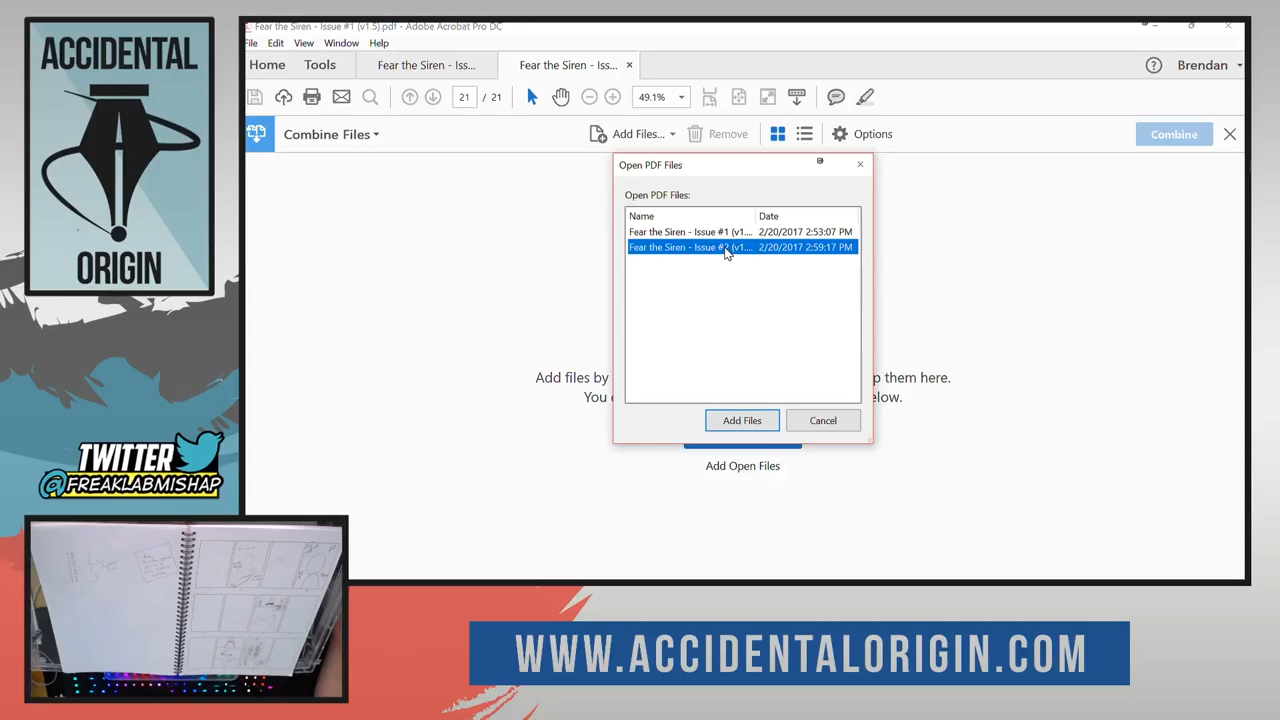 ACCIDENTAL
ORIGIN
TWITTER
@FREAKLABMISHAP
Fear the Siren - Issue #1 (v1.5).pdf - Adobe Acrobat Pro DC
File Edit View Window Help
Home Tools Fear the Siren - Iss... Fear the Siren - Iss... × Brendan
21 / 21 49.1%
Combine Files Add Files... Remove Options Combine
Open PDF Files
Open PDF Files:
Name Date
Fear the Siren - Issue #1 (v1.... 2/20/2017 2:53:07 PM
Fear the Siren - Issue #2 (v1.... 2/20/2017 2:59:17 PM
Add files by p them here.
You c elow.
Add Files Cancel
Add Open Files
WWW.ACCIDENTALORIGIN.COM